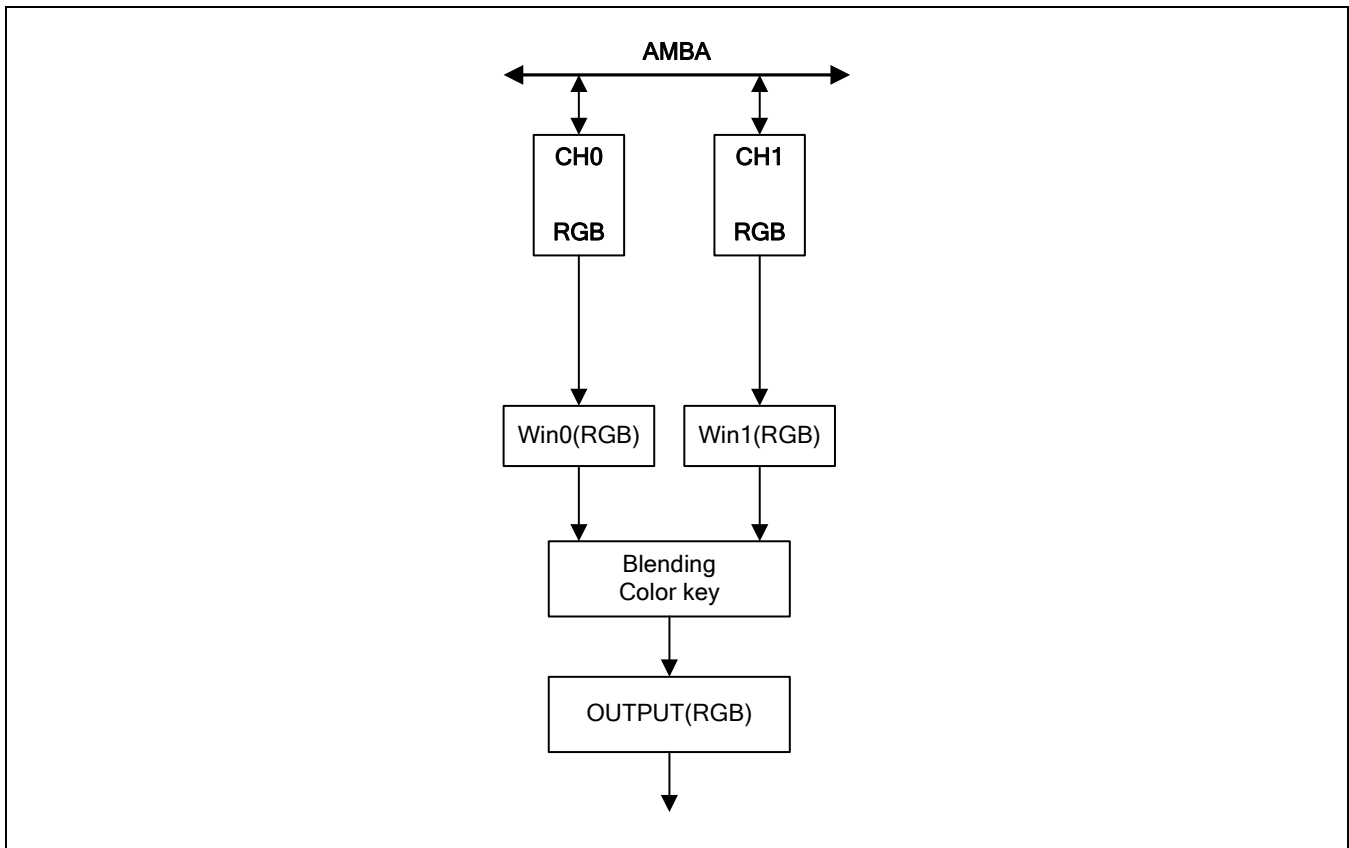 AMBA
CH0
RGB
CH1
RGB
Win0(RGB)
Win1(RGB)
Blending
Color key
OUTPUT(RGB)